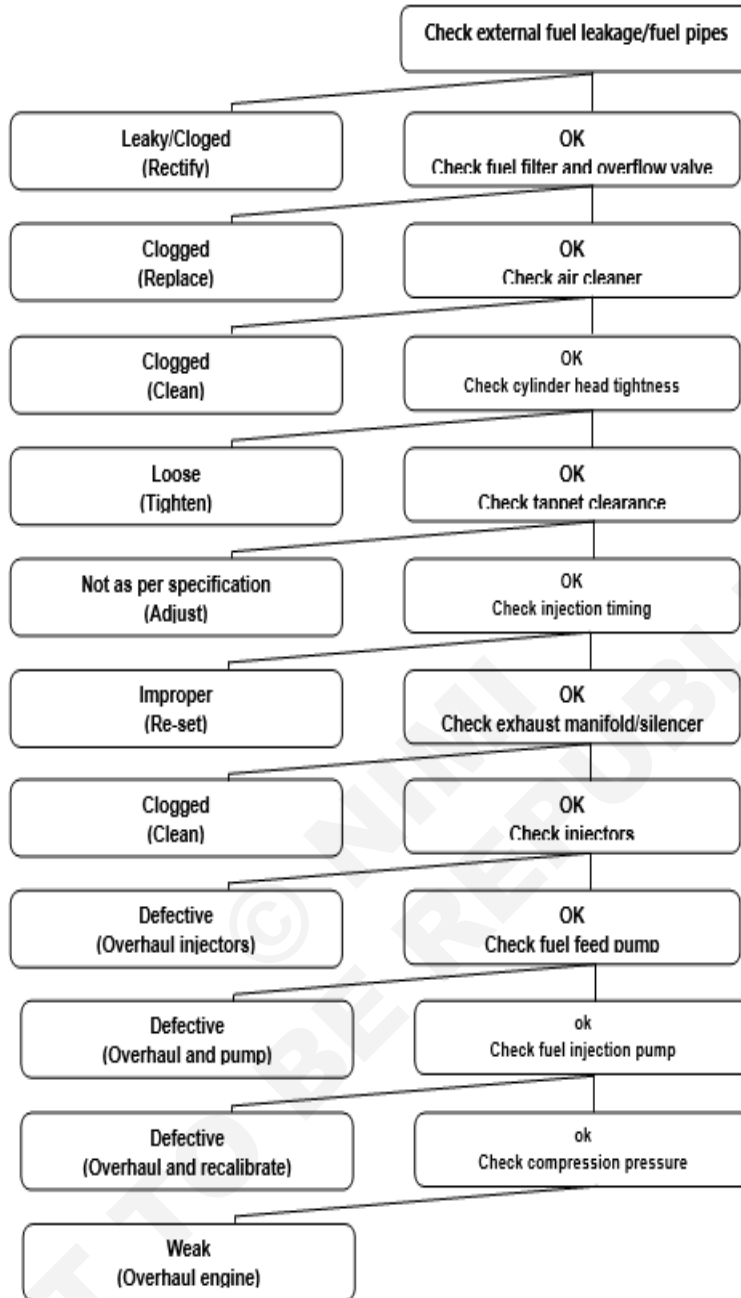 Check external fuel leakage/fuel pipes
Leaky/Cloged
(Rectify)
OK
Check fuel filter and overflow valve
Clogged
(Replace)
OK
Check air cleaner
Clogged
(Clean)
OK
Check cylinder head tightness
Loose
(Tighten)
OK
Check tappet clearance
Not as per specification
(Adjust)
OK
Check injection timing
Improper
(Re-set)
OK
Check exhaust manifold/silencer
Clogged
(Clean)
OK
Check injectors
Defective
(Overhaul injectors)
OK
Check fuel feed pump
Defective
(Overhaul and pump)
ok
Check fuel injection pump
Defective
(Overhaul and recalibrate)
ok
Check compression pressure
Weak
(Overhaul engine)
© NIMI
TO BE REPUBLI